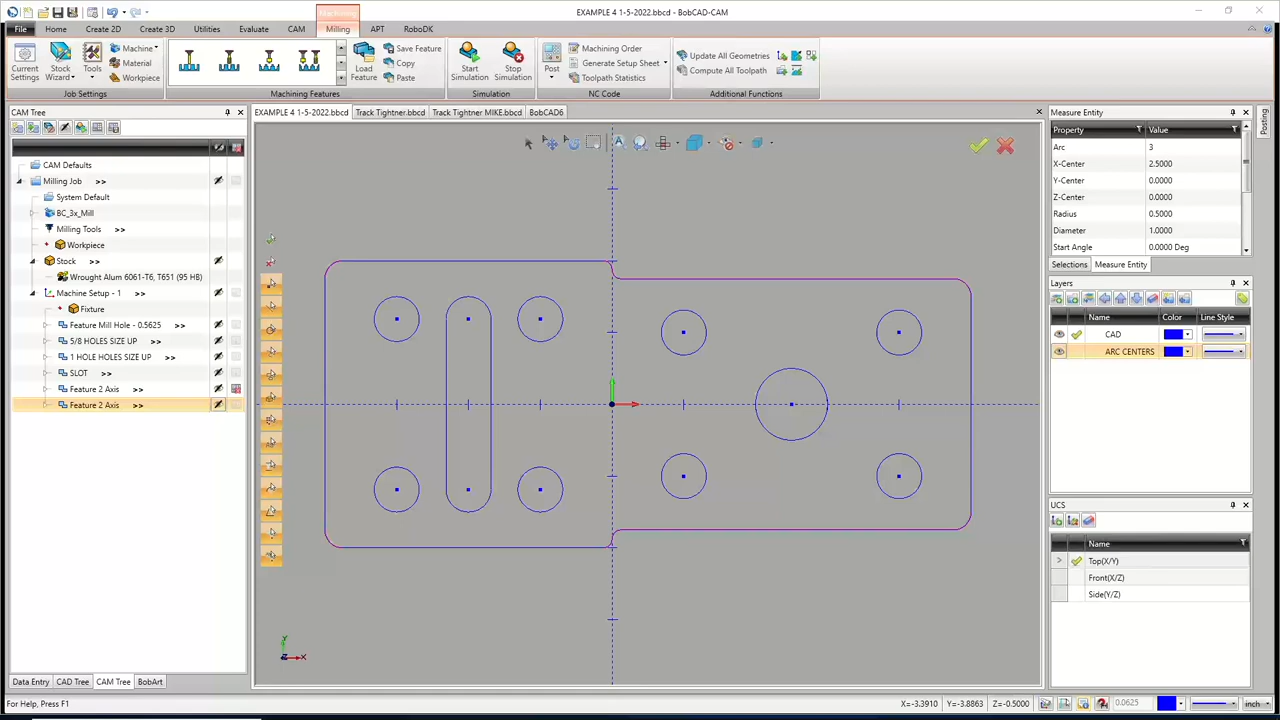 Machining
EXAMPLE 4 1-5-2022.bbcd - BobCAD-CAM
File Home Create 2D Create 3D Utilities Evaluate CAM Milling APT RoboDK
Current Settings
Stock Wizard
Tools
Machine
Material
Workpiece
Job Settings
Machining Features
Load Feature
Save Feature
Copy
Paste
Start Simulation
Stop Simulation
Simulation
Post
Machining Order
Generate Setup Sheet
Toolpath Statistics
NC Code
Update All Geometries
Compute All Toolpath
Additional Functions
CAM Tree
EXAMPLE 4 1-5-2022.bbcd Track Tightner.bbcd Track Tightner MIKE.bbcd BobCAD6
CAM Defaults
Milling Job >>
System Default
BC_3x_Mill
Milling Tools >>
Workpiece
Stock >>
Wrought Alum 6061-T6, T651 (95 HB)
Machine Setup - 1 >>
Fixture
Feature Mill Hole - 0.5625 >>
5/8 HOLES SIZE UP >>
1 HOLE HOLES SIZE UP >>
SLOT >>
Feature 2 Axis >>
Feature 2 Axis >>
Data Entry CAD Tree CAM Tree BobArt
Y
Z X
Measure Entity
Property Value
Arc 3
X-Center 2.5000
Y-Center 0.0000
Z-Center 0.0000
Radius 0.5000
Diameter 1.0000
Start Angle 0.0000 Deg
Selections Measure Entity
Posting
Layers
Name Color Line Style
CAD
ARC CENTERS
UCS
Name
Top(X/Y)
Front(X/Z)
Side(Y/Z)
For Help, Press F1
X=-3.3910 Y=-3.8863 Z=-0.5000 0.0625 inch